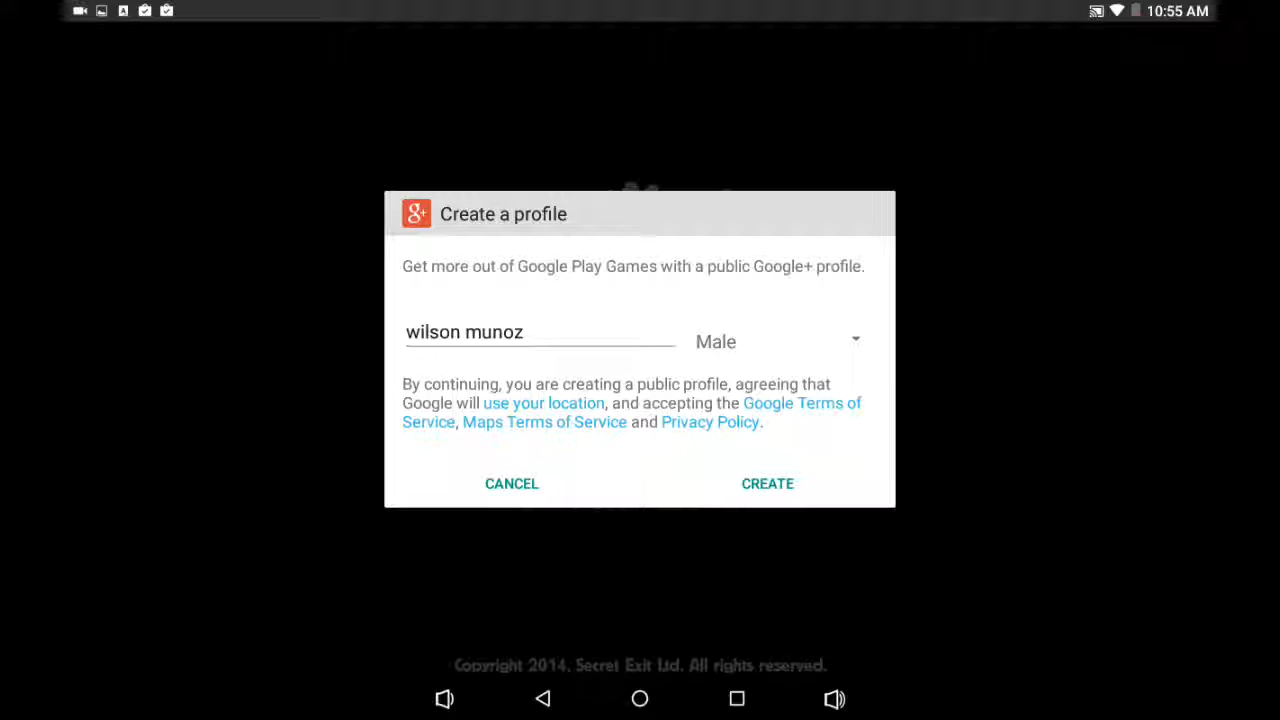 10:55 AM
g+ Create a profile
Get more out of Google Play Games with a public Google+ profile.
wilson munoz
Male
By continuing, you are creating a public profile, agreeing that
Google will use your location, and accepting the Google Terms of
Service, Maps Terms of Service and Privacy Policy.
CANCEL
CREATE
Copyright 2014, Secret Exit Ltd. All rights reserved.